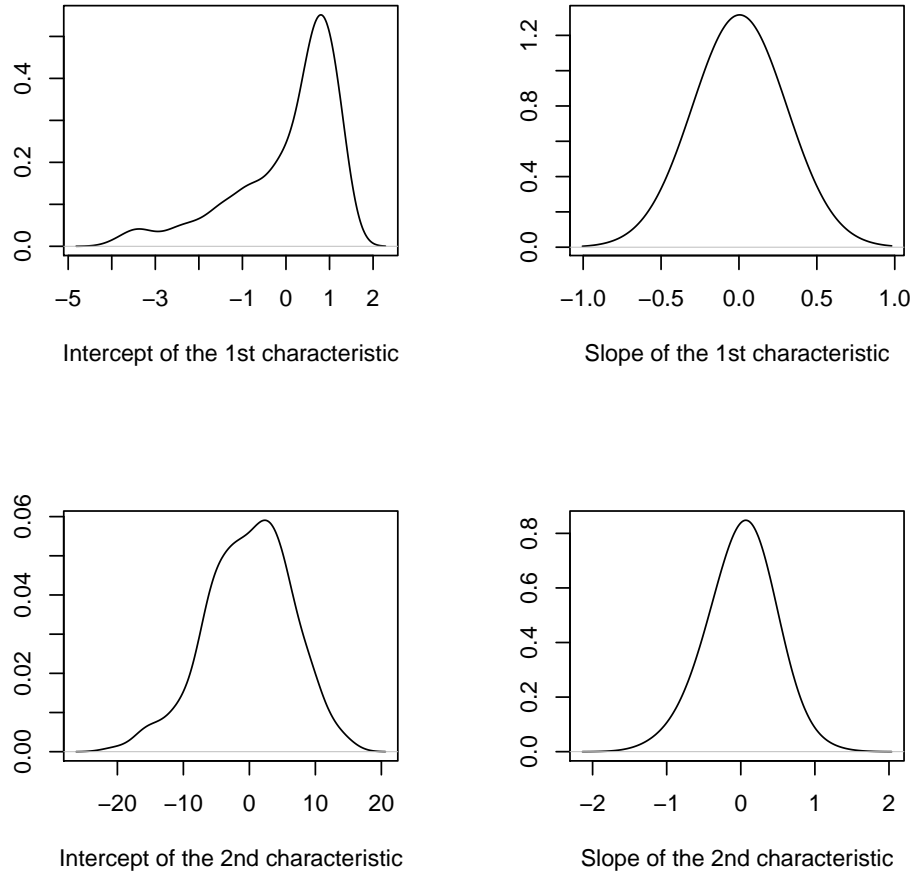 0.0 0.2 0.4
−5 −3 −1 0 1 2
Intercept of the 1st characteristic
0.0 0.4 0.8 1.2
−1.0 −0.5 0.0 0.5 1.0
Slope of the 1st characteristic
0.00 0.02 0.04 0.06
−20 −10 0 10 20
Intercept of the 2nd characteristic
0.0 0.2 0.4 0.6 0.8
−2 −1 0 1 2
Slope of the 2nd characteristic